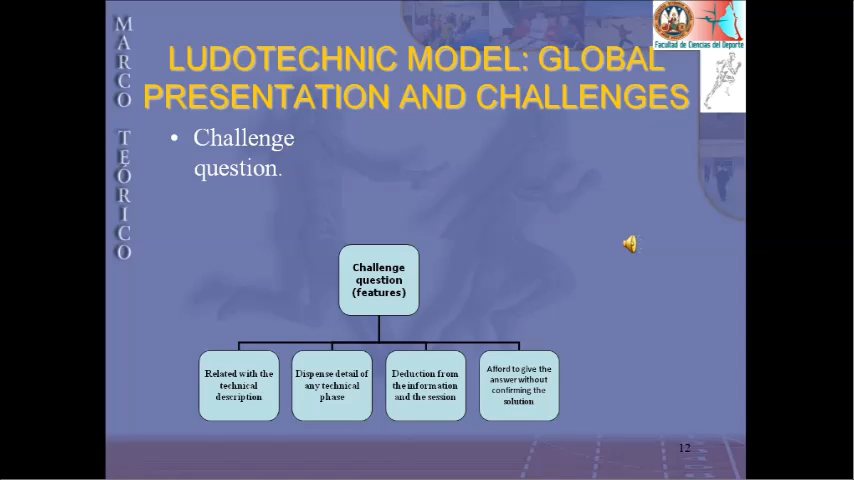 MARCO TEÓRICO
Facultad de Ciencias del Deporte
LUDOTECHNIC MODEL: GLOBAL
PRESENTATION AND CHALLENGES
• Challenge
question.
Challenge
question
(features)
Related with the
technical
description
Dispense detail of
any technical
phase
Deduction from
the information
and the session
Afford to give the
answer without
confirming the
solution
12